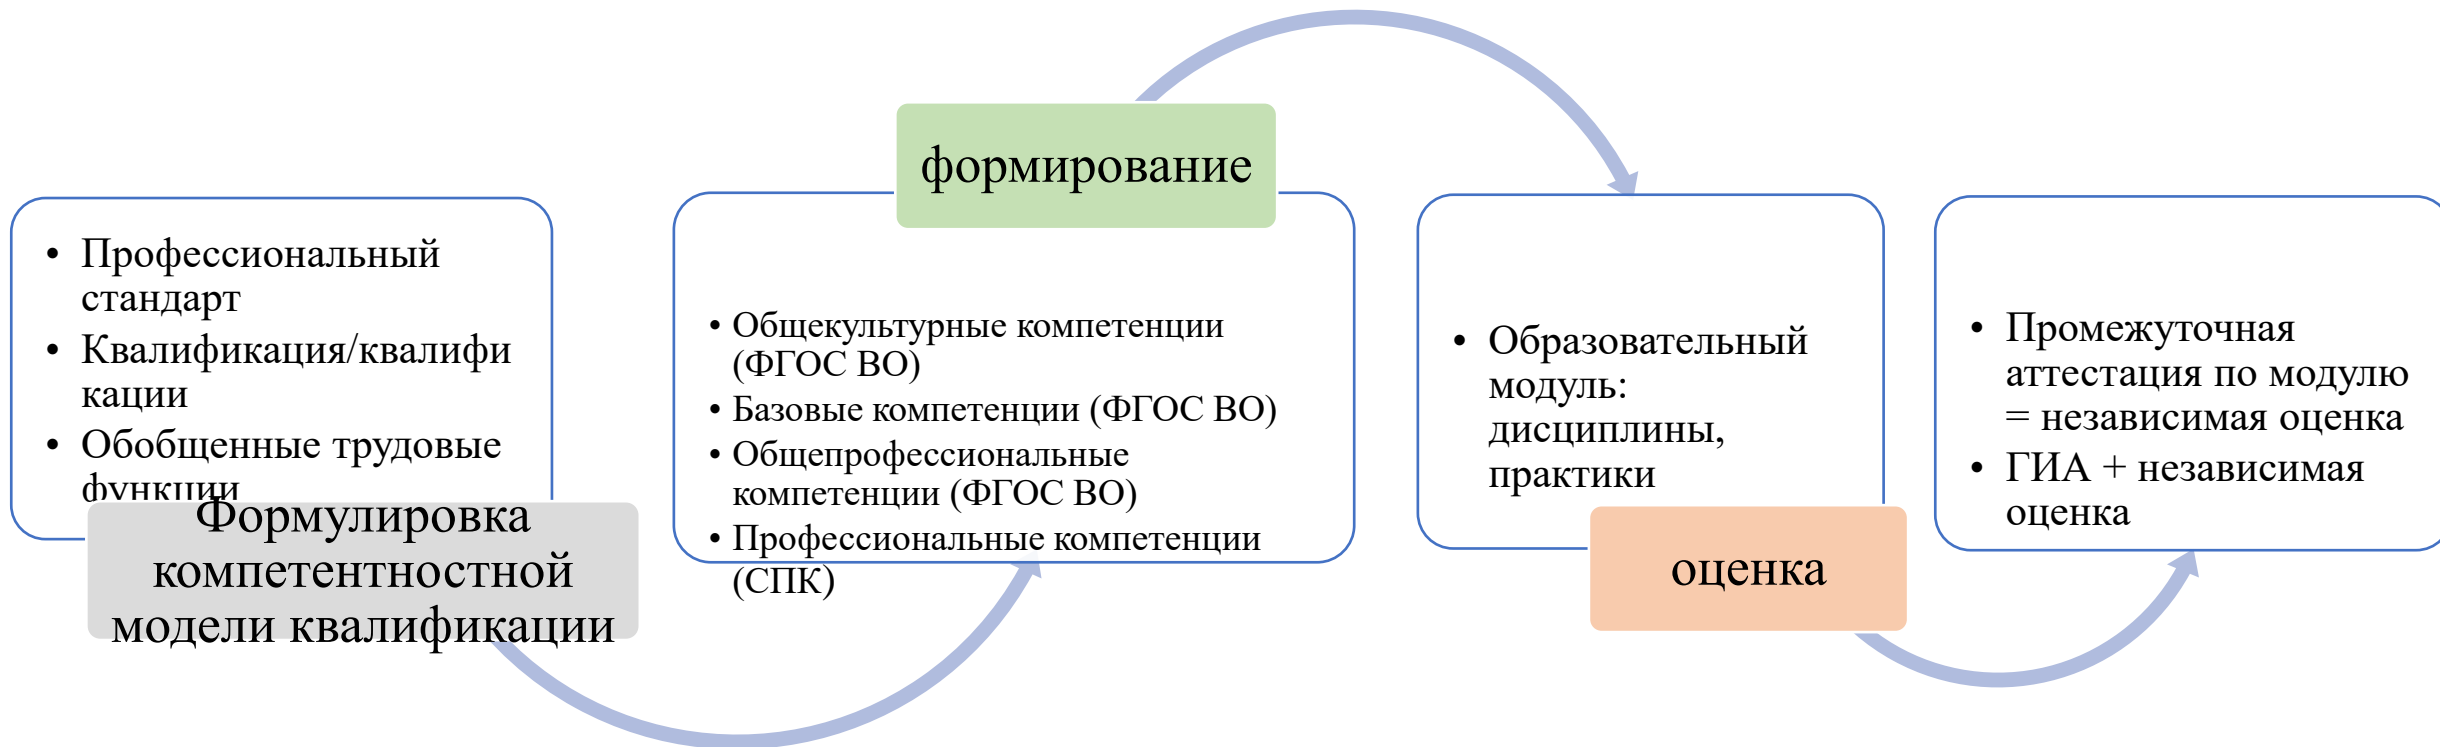 • Профессиональный
стандарт
• Квалификация/квалифи
кации
• Обобщенные трудовые
функции
Формулировка
компетентностной
модели квалификации
формирование
• Общекультурные компетенции
(ФГОС ВО)
• Базовые компетенции (ФГОС ВО)
• Общепрофессиональные
компетенции (ФГОС ВО)
• Профессиональные компетенции
(СПК)
• Образовательный
модуль:
дисциплины,
практики
оценка
• Промежуточная
аттестация по модулю
= независимая оценка
• ГИА + независимая
оценка